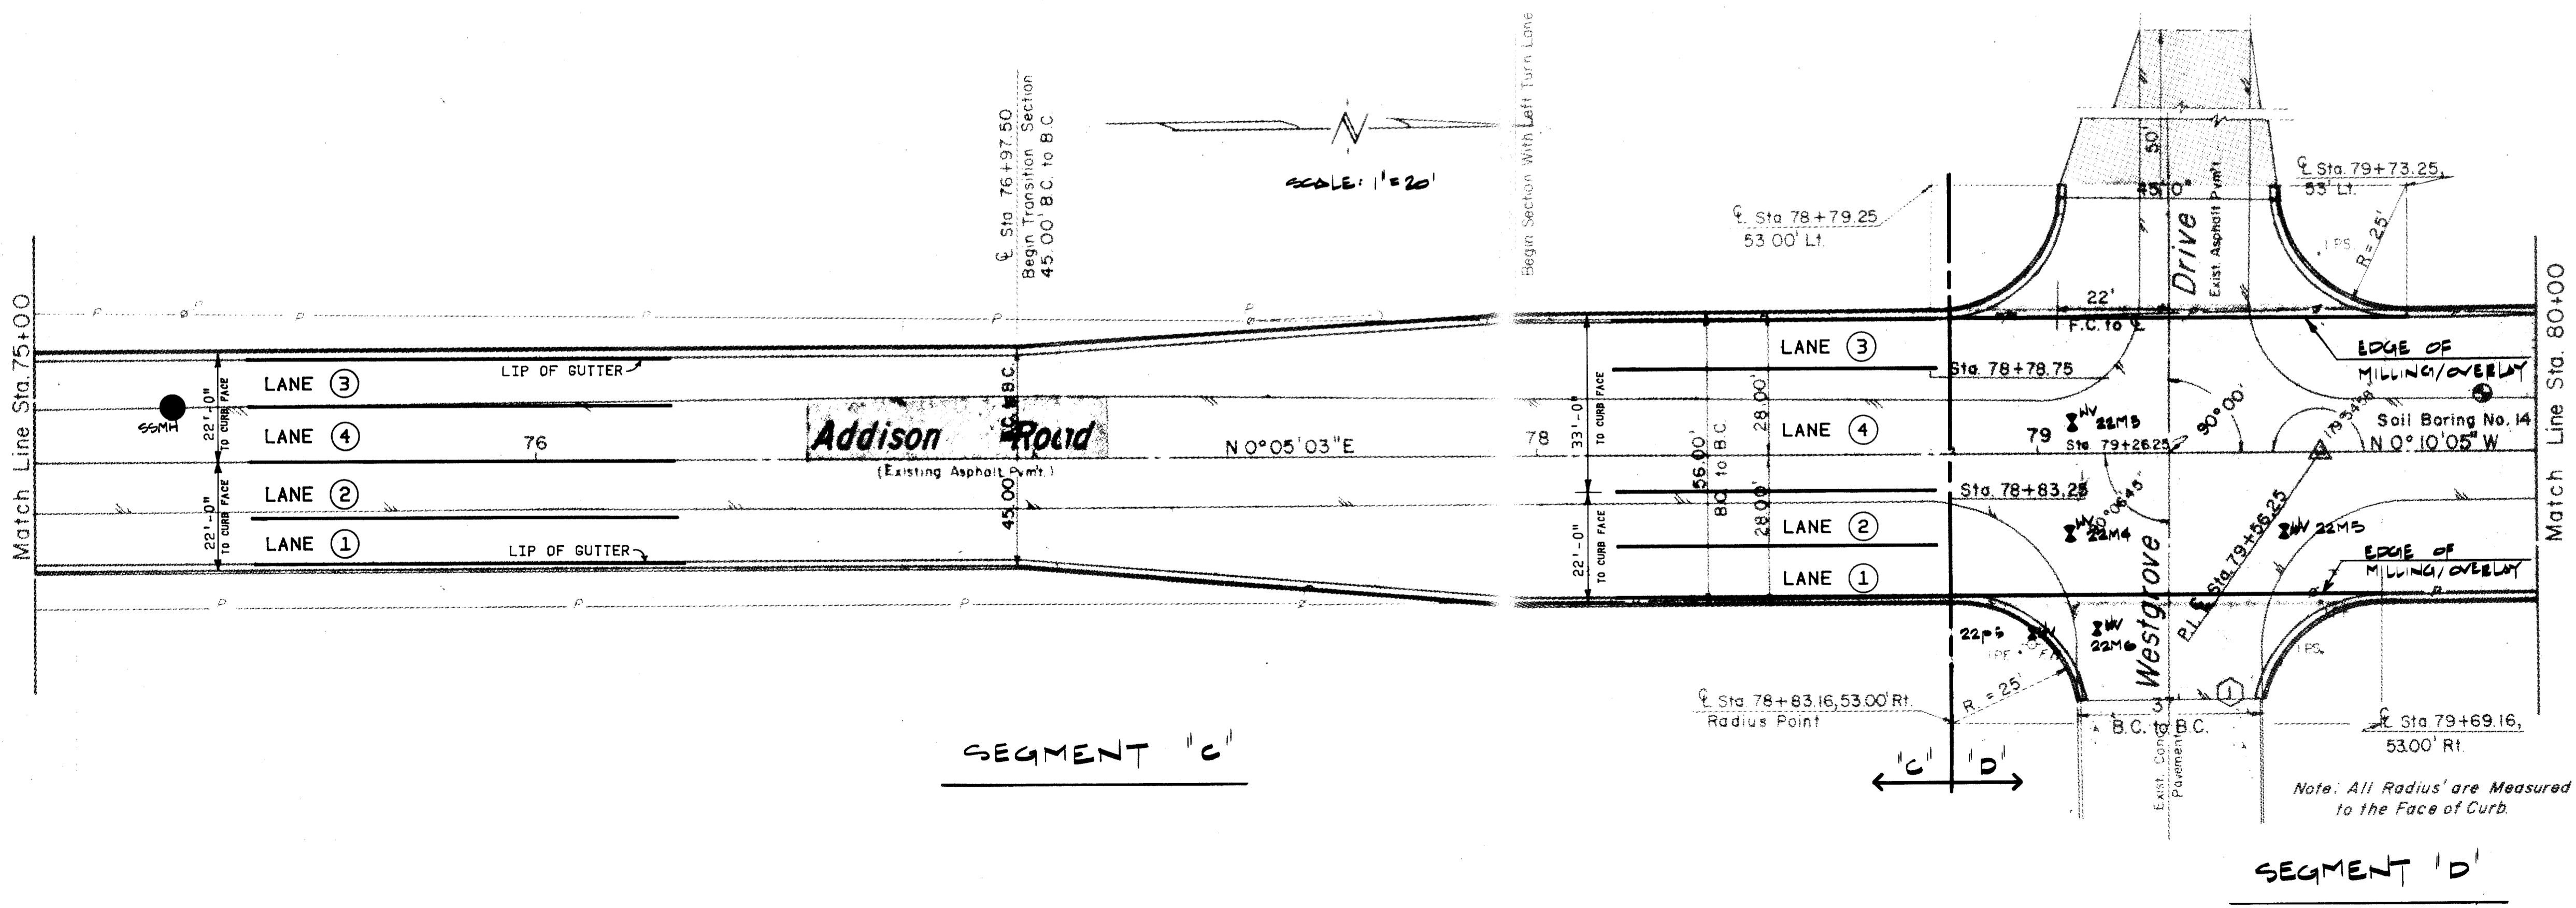 Match Line Sta. 75+00
SSMH
22'-0"
TO CURB FACE
22'-0"
TO CURB FACE
LANE 3
LANE 4
LANE 2
LANE 1
LIP OF GUTTER
LIP OF GUTTER
76
Addison Road
(Existing Asphalt Pvm't.)
℄ Sta 76+97.50
Begin Transition Section
45.00' B.C. to B.C.
45.00'
B.C.
N
SCALE: 1"=20'
N 0°05'03"E
Begin Section With Left Turn Lane
78
33'-0"
TO CURB FACE
22'-0"
TO CURB FACE
56.00'
B.C. to B.C.
28.00'
28.00'
LANE 3
LANE 4
LANE 2
LANE 1
℄ Sta 78+79.25
53.00' Lt.
Sta. 78+78.75
Sta. 78+83.25
79
Sta 79+26.25
WV
22M3
WV
22M4
WV 22M5
WV
22M6
22P5
WV
50'
45'0"
Drive
Exist. Asphalt Pvm't
22'
F.C. to ℄
℄ Sta. 79+73.25,
53' Lt.
I.P.S.
R = 25'
EDGE OF
MILLING/OVERLAY
90°00'
Soil Boring No. 14
N 0°10'05" W
Westgrove
P.I. ℄ Sta. 79+56.25
EDGE OF
MILLING/OVERLAY
I.P.S.
R. = 25'
℄ Sta. 78+83.16, 53.00' Rt.
Radius Point
B.C. to B.C.
Exist. Conc
Pavement
1
℄ Sta 79+69.16,
53.00' Rt.
Match Line Sta. 80+00
"C" "D"
Note: All Radius' are Measured
to the Face of Curb.
SEGMENT "C"
SEGMENT 'D'